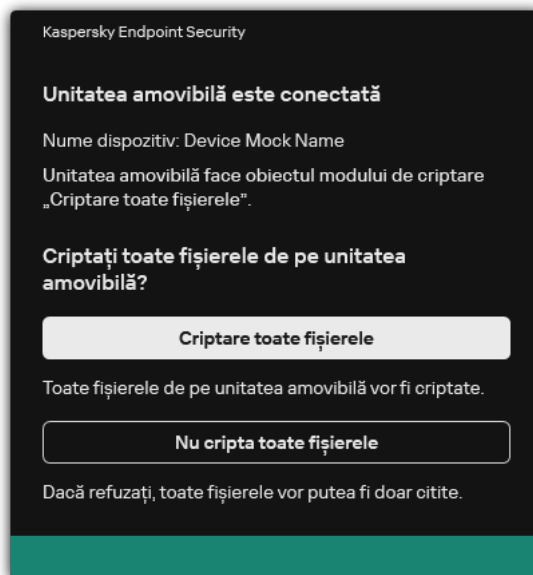 Kaspersky Endpoint Security
Unitatea amovibilă este conectată
Nume dispozitiv: Device Mock Name
Unitatea amovibilă face obiectul modului de criptare
„Criptare toate fișierele”.
Criptați toate fișierele de pe unitatea
amovibilă?
Criptare toate fișierele
Toate fișierele de pe unitatea amovibilă vor fi criptate.
Nu cripta toate fișierele
Dacă refuzați, toate fișierele vor putea fi doar citite.